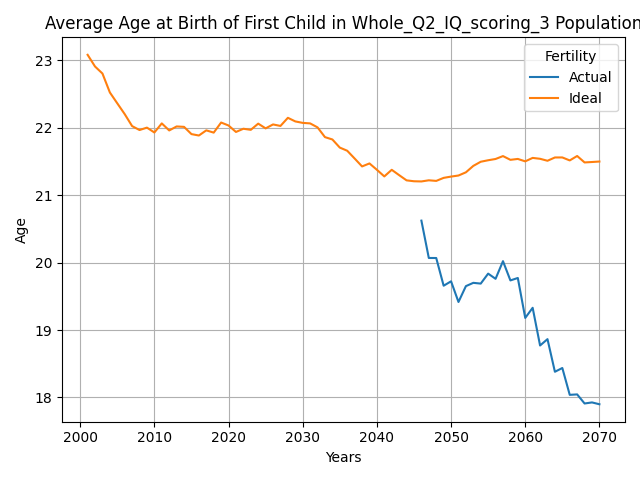 Average Age at Birth of First Child in Whole_Q2_IQ_scoring_3 Population
Fertility
Actual
Ideal
Age
23
22
21
20
19
18
2000 2010 2020 2030 2040 2050 2060 2070
Years